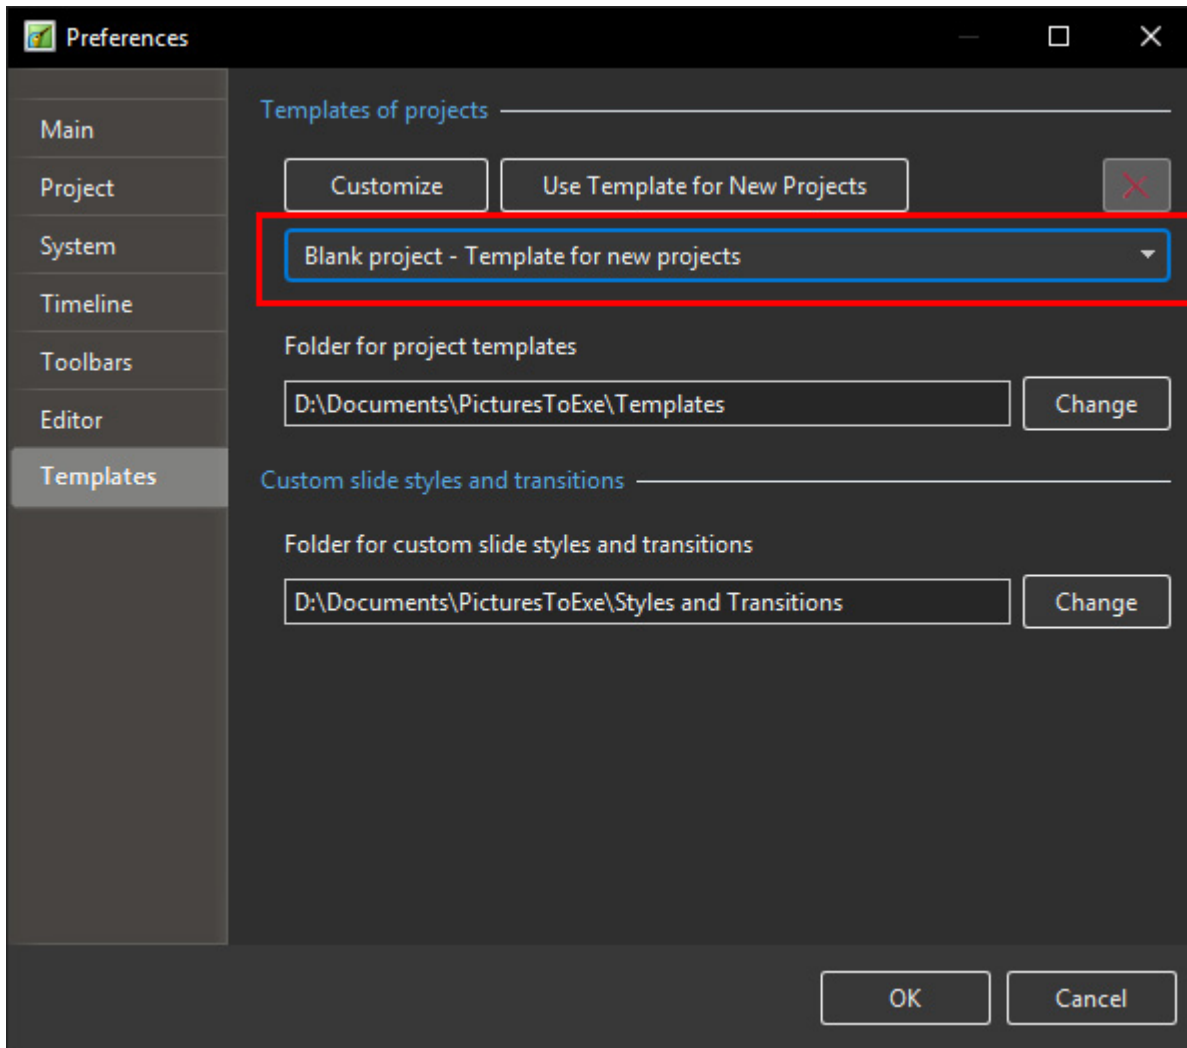 Preferences
Main
Project
System
Timeline
Toolbars
Editor
Templates
Templates of projects
Customize
Use Template for New Projects
Blank project - Template for new projects
Folder for project templates
D:\Documents\PicturesToExe\Templates
Change
Custom slide styles and transitions
Folder for custom slide styles and transitions
D:\Documents\PicturesToExe\Styles and Transitions
Change
OK
Cancel